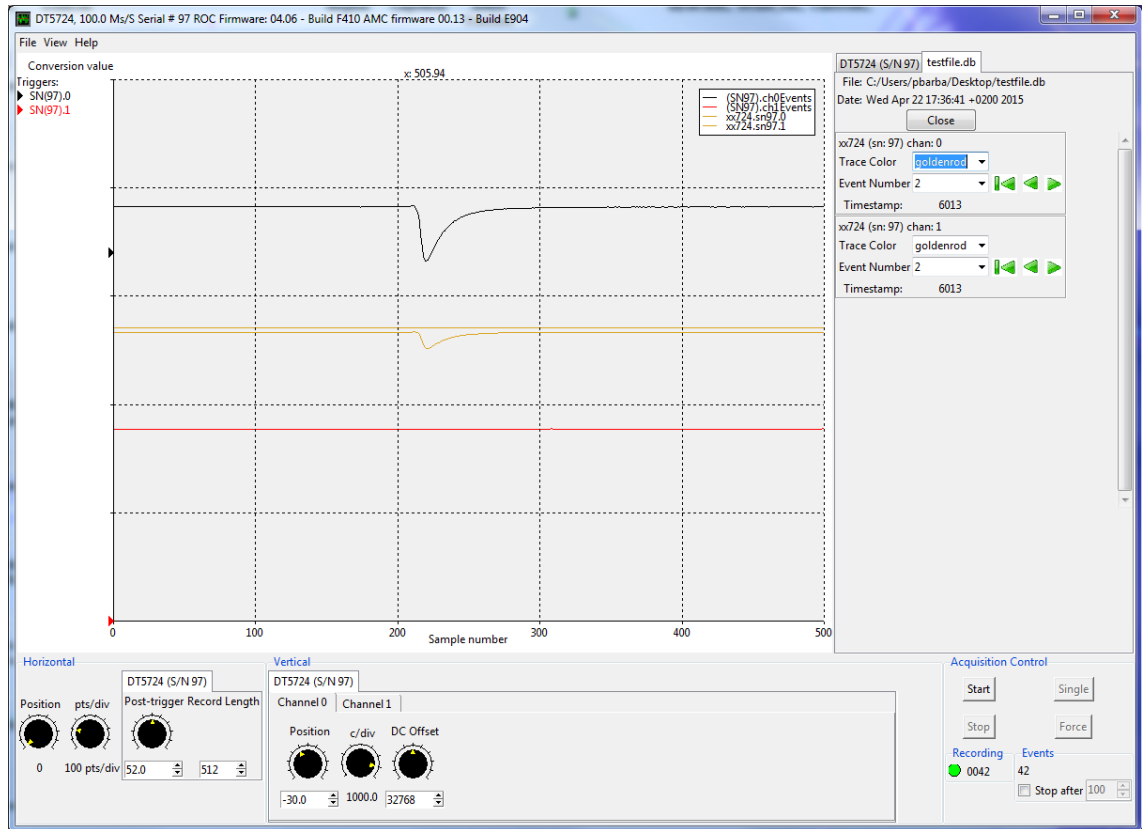 DT5724, 100.0 Ms/S Serial # 97 ROC Firmware: 04.06 - Build F410 AMC firmware 00.13 - Build E904
File View Help
Conversion value
Triggers:
SN(97).0
SN(97).1
x: 505.94
(SN97).ch0Events
(SN97).ch1Events
xx724.sn97.0
xx724.sn97.1
0 100 200 300 400 500
Sample number
DT5724 (S/N 97) testfile.db
File: C:/Users/pbarba/Desktop/testfile.db
Date: Wed Apr 22 17:36:41 +0200 2015
Close
xx724 (sn: 97) chan: 0
Trace Color goldenrod
Event Number 2
Timestamp: 6013
xx724 (sn: 97) chan: 1
Trace Color goldenrod
Event Number 2
Timestamp: 6013
Horizontal
Position pts/div
0 100 pts/div
DT5724 (S/N 97)
Post-trigger Record Length
52.0 512
Vertical
DT5724 (S/N 97)
Channel 0 Channel 1
Position c/div DC Offset
-30.0 1000.0 32768
Acquisition Control
Start Single
Stop Force
Recording Events
0042 42
Stop after 100